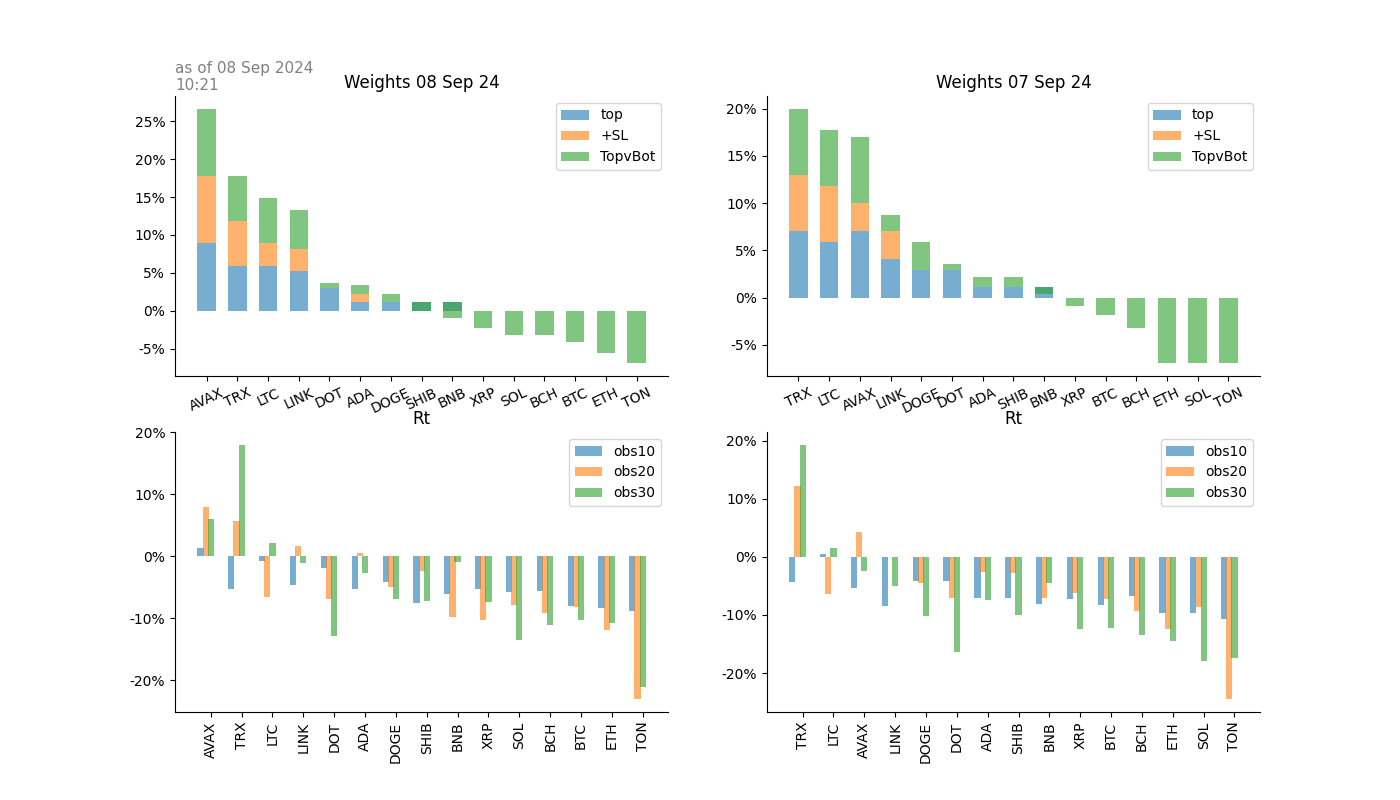 as of 08 Sep 2024
10:21
Weights 08 Sep 24
25%
20%
15%
10%
5%
0%
-5%
top
+SL
TopvBot
AVAX TRX LTC LINK DOT ADA DOGE SHIB BNB XRP SOL BCH BTC ETH TON
Weights 07 Sep 24
20%
15%
10%
5%
0%
-5%
top
+SL
TopvBot
TRX LTC AVAX LINK DOGE DOT ADA SHIB BNB XRP BTC BCH ETH SOL TON
Rt
20%
10%
0%
-10%
-20%
obs10
obs20
obs30
AVAX TRX LTC LINK DOT ADA DOGE SHIB BNB XRP SOL BCH BTC ETH TON
Rt
20%
10%
0%
-10%
-20%
obs10
obs20
obs30
TRX LTC AVAX LINK DOGE DOT ADA SHIB BNB XRP BTC BCH ETH SOL TON